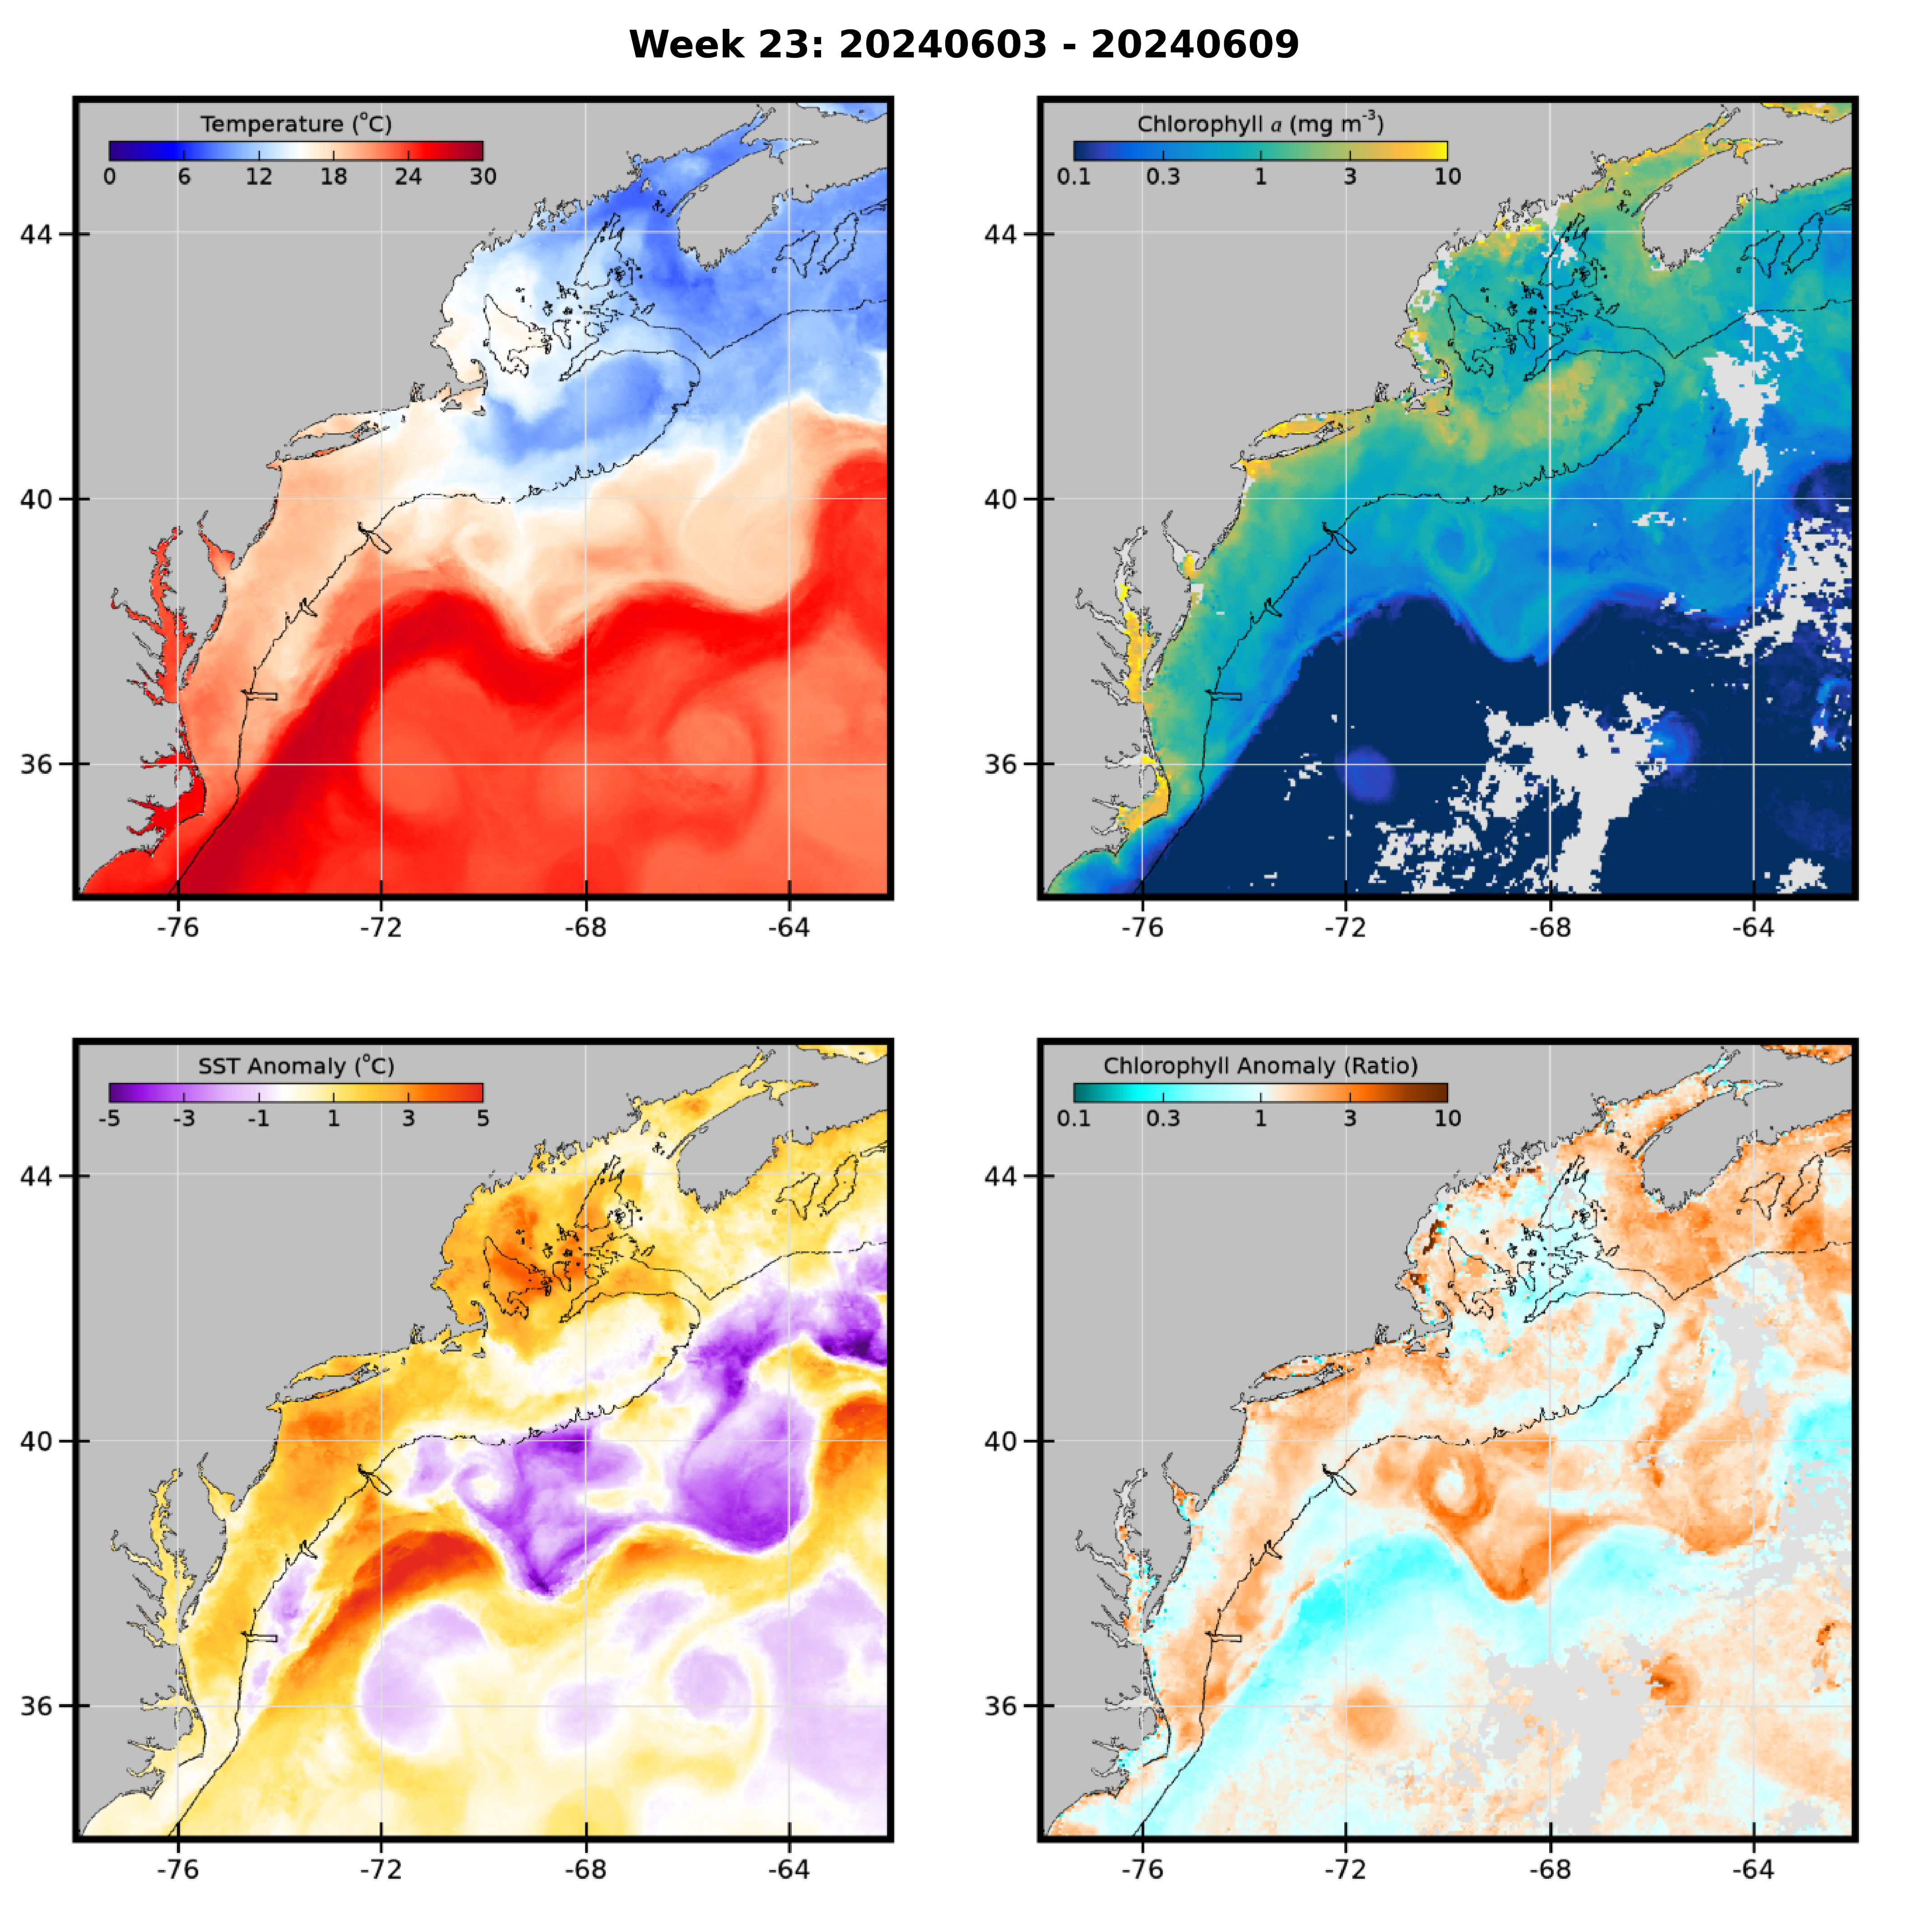 Week 23: 20240603 - 20240609
Temperature (°C)
0 6 12 18 24 30
44
40
36
-76 -72 -68 -64
Chlorophyll a (mg m-3)
0.1 0.3 1 3 10
44
40
36
-76 -72 -68 -64
SST Anomaly (°C)
-5 -3 -1 1 3 5
44
40
36
-76 -72 -68 -64
Chlorophyll Anomaly (Ratio)
0.1 0.3 1 3 10
44
40
36
-76 -72 -68 -64